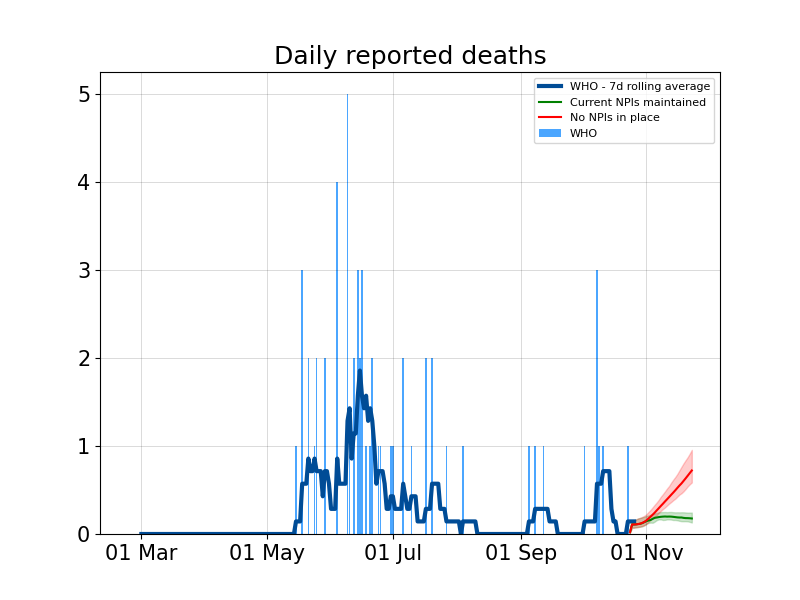 Daily reported deaths
WHO - 7d rolling average
Current NPIs maintained
No NPIs in place
WHO
5
4
3
2
1
0
01 Mar
01 May
01 Jul
01 Sep
01 Nov